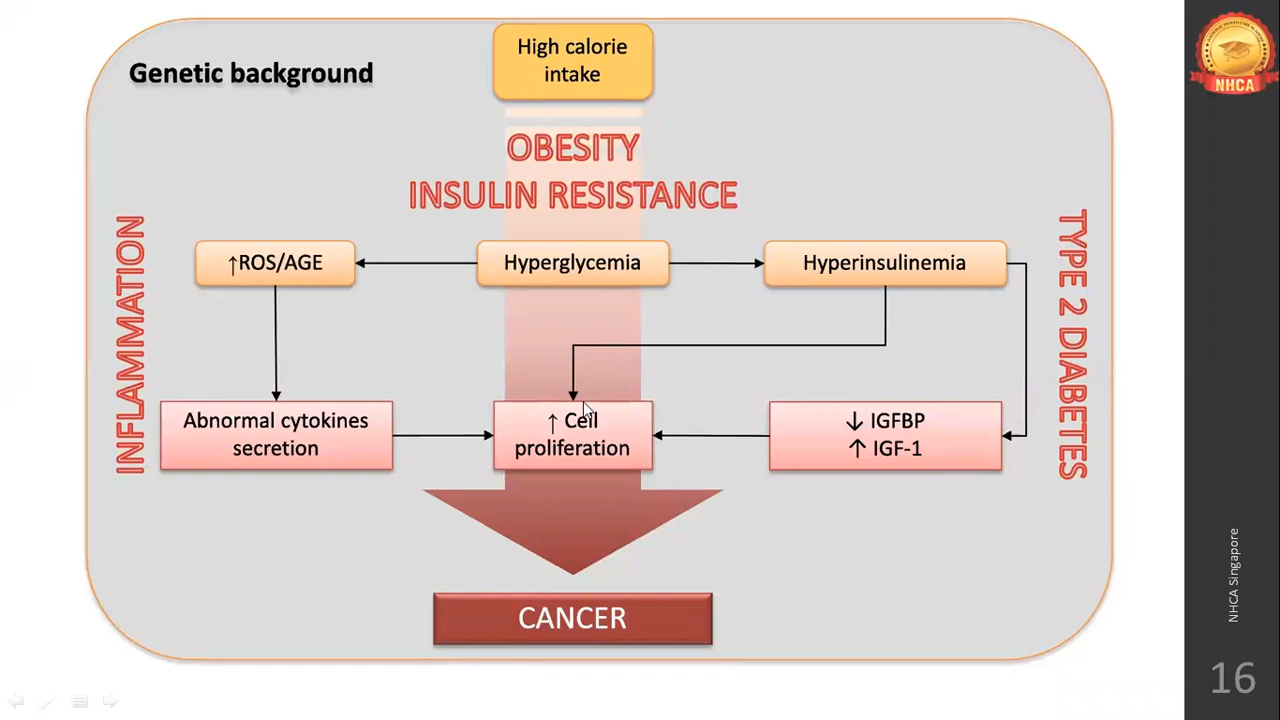 High calorie
intake
Genetic background
OBESITY
INSULIN RESISTANCE
INFLAMMATION
TYPE 2 DIABETES
↑ROS/AGE
Hyperglycemia
Hyperinsulinemia
Abnormal cytokines
secretion
↑ Cell
proliferation
↓ IGFBP
↑ IGF-1
CANCER
NHCA
NHCA Singapore
16